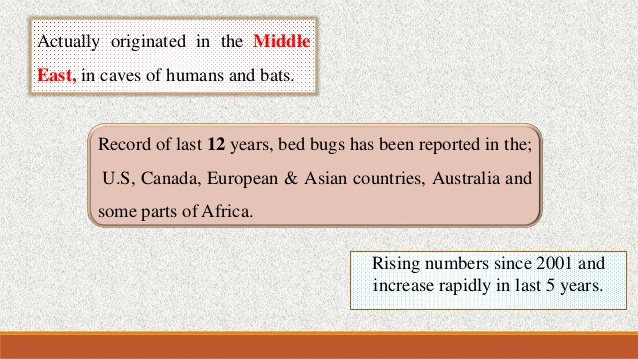 Actually originated in the Middle
East, in caves of humans and bats.
Record of last 12 years, bed bugs has been reported in the;
U.S, Canada, European & Asian countries, Australia and
some parts of Africa.
Rising numbers since 2001 and
increase rapidly in last 5 years.